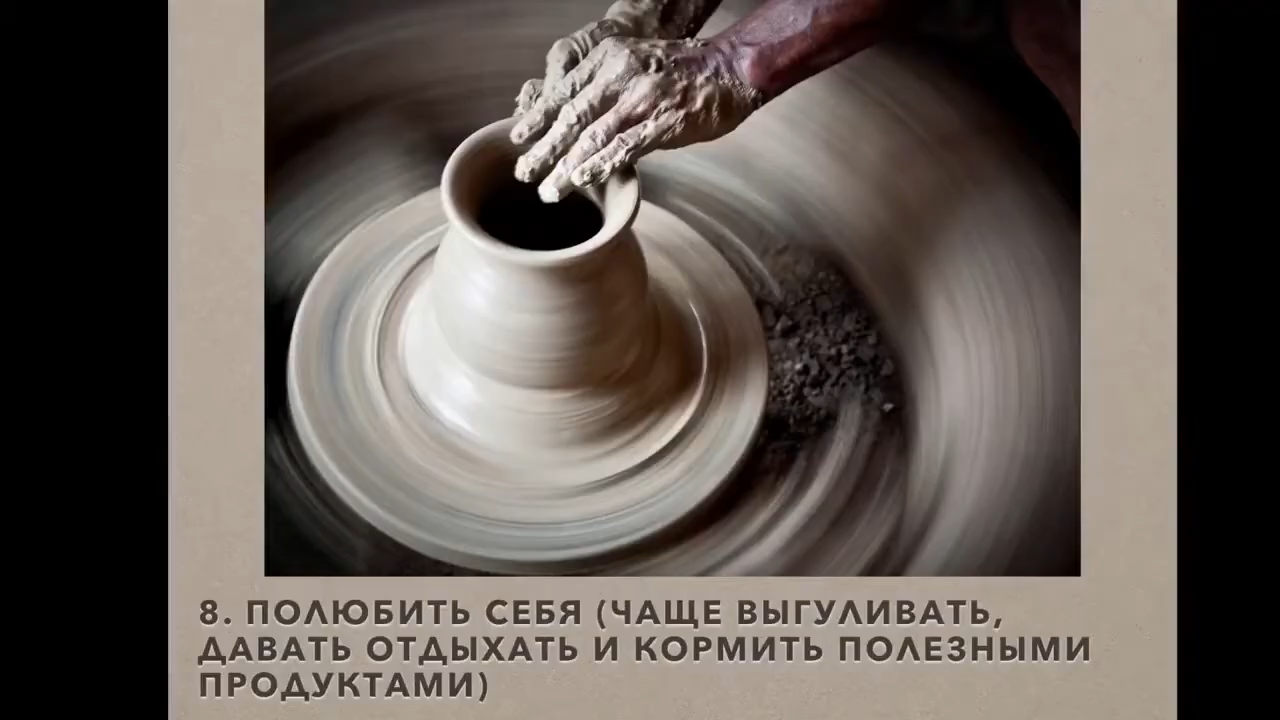 8. ПОЛЮБИТЬ СЕБЯ (ЧАЩЕ ВЫГУЛИВАТЬ,
ДАВАТЬ ОТДЫХАТЬ И КОРМИТЬ ПОЛЕЗНЫМИ
ПРОДУКТАМИ)